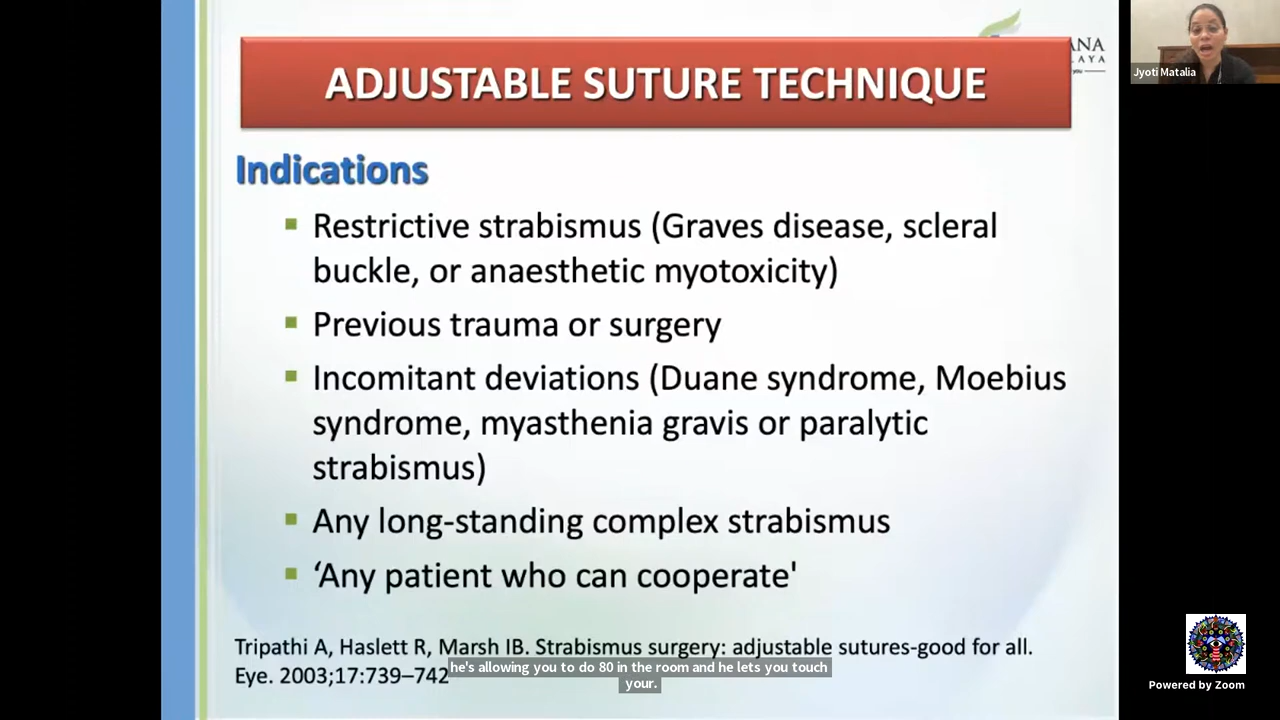 ANA
LAYA
you
Jyoti Matalia
ADJUSTABLE SUTURE TECHNIQUE
Indications
▪ Restrictive strabismus (Graves disease, scleral
buckle, or anaesthetic myotoxicity)
▪ Previous trauma or surgery
▪ Incomitant deviations (Duane syndrome, Moebius
syndrome, myasthenia gravis or paralytic
strabismus)
▪ Any long-standing complex strabismus
▪ ‘Any patient who can cooperate'
Tripathi A, Haslett R, Marsh IB. Strabismus surgery: adjustable sutures-good for all.
Eye. 2003;17:739–742
he's allowing you to do 80 in the room and he lets you touch
your.
Powered by Zoom